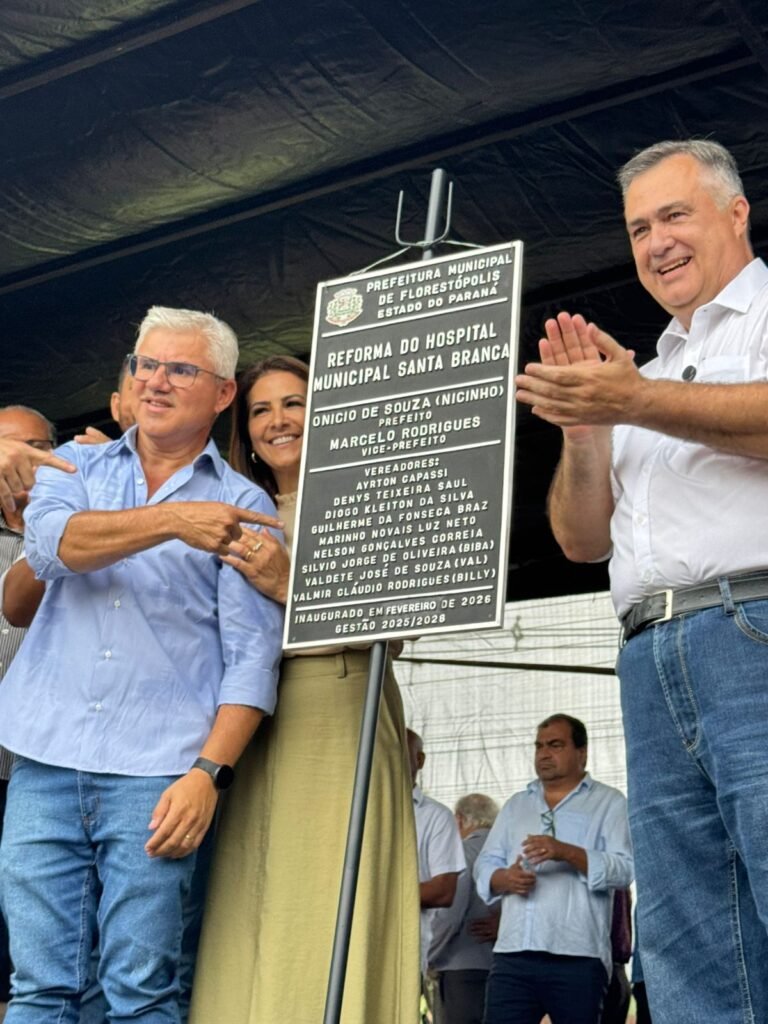 PREFEITURA MUNICIPAL
DE FLORESTÓPOLIS
ESTADO DO PARANÁ
REFORMA DO HOSPITAL
MUNICIPAL SANTA BRANCA
ONICIO DE SOUZA (NICINHO)
PREFEITO
MARCELO RODRIGUES
VICE-PREFEITO
VEREADORES:
AYRTON CAPASSI
DENYS TEIXEIRA SAUL
DIOGO KLEITON DA SILVA
GUILHERME DA FONSECA BRAZ
MARINHO NOVAIS LUZ NETO
NELSON GONÇALVES CORREIA
SILVIO JORGE DE OLIVEIRA (BIBA)
VALDETE JOSÉ DE SOUZA (VAL)
VALMIR CLÁUDIO RODRIGUES (BILLY)
INAUGURADO EM FEVEREIRO DE 2026
GESTÃO 2025/2028